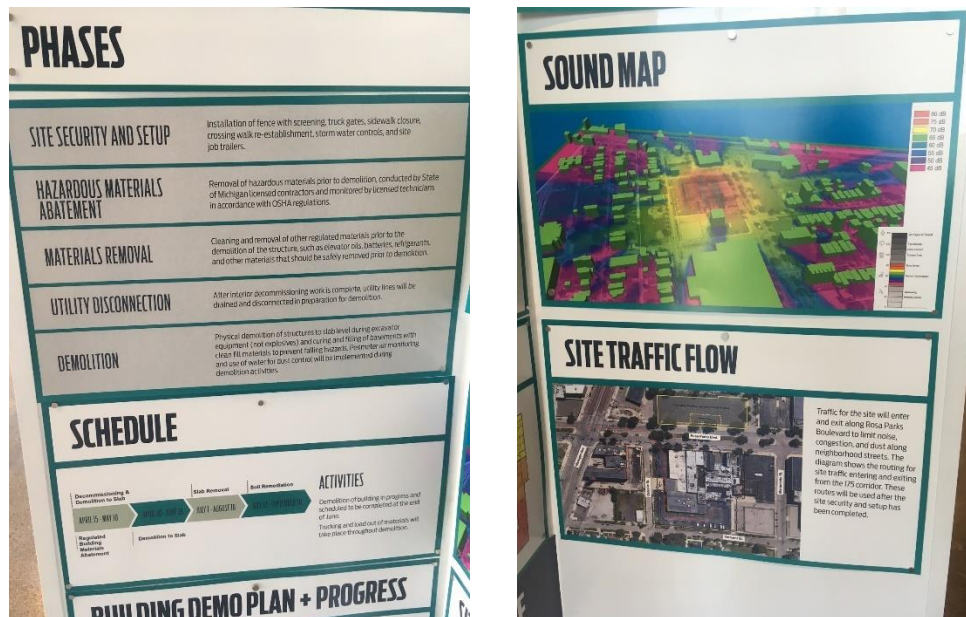 PHASES
SITE SECURITY AND SETUP
Installation of fence with screening, truck gates, sidewalk closure,
crossing walk re-establishment, storm water controls, and site
job trailers.
HAZARDOUS MATERIALS
ABATEMENT
Removal of hazardous materials prior to demolition, conducted by State
of Michigan licensed contractors and monitored by licensed technicians
in accordance with OSHA regulations.
MATERIALS REMOVAL
Cleaning and removal of other regulated materials prior to the
demolition of the structure, such as elevator oils, batteries, refrigerants,
and other materials that should be safely removed prior to demolition.
UTILITY DISCONNECTION
After interior decommissioning work is complete, utility lines will be
drained and disconnected in preparation for demolition.
DEMOLITION
Physical demolition of structures to slab level during excavator
equipment (not explosives) and curing and filling of basements with
clean fill materials to prevent falling hazards. Perimeter air monitoring
and use of water for dust control will be implemented during
demolition activities.
SCHEDULE
Decommissioning &
Demolition to Slab
Slab Removal
Soil Remediation
APRIL 15 - MAY 10
JULY 1 - AUGUST 16
Regulated
Building
Materials
Abatement
Demolition to Slab
ACTIVITIES
Demolition of building in progress and
scheduled to be completed at the end
of June.
Trucking and load out of materials will
take place throughout demolition.
BUILDING DEMO PLAN + PROGRESS
SOUND MAP
80 dB
75 dB
70 dB
65 dB
60 dB
55 dB
50 dB
45 dB
SITE TRAFFIC FLOW
Traffic for the site will enter
and exit along Rosa Parks
Boulevard to limit noise,
congestion, and dust along
neighborhood streets. The
diagram shows the routing for
site traffic entering and exiting
from the I75 corridor. These
routes will be used after the
site security and setup has
been completed.